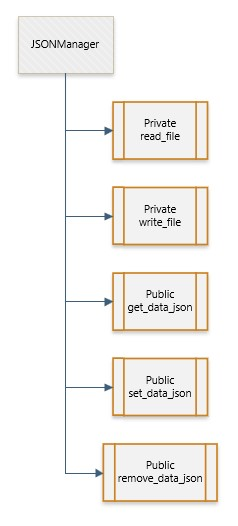 JSONManager
Private
read_file
Private
write_file
Public
get_data_json
Public
set_data_json
Public
remove_data_json